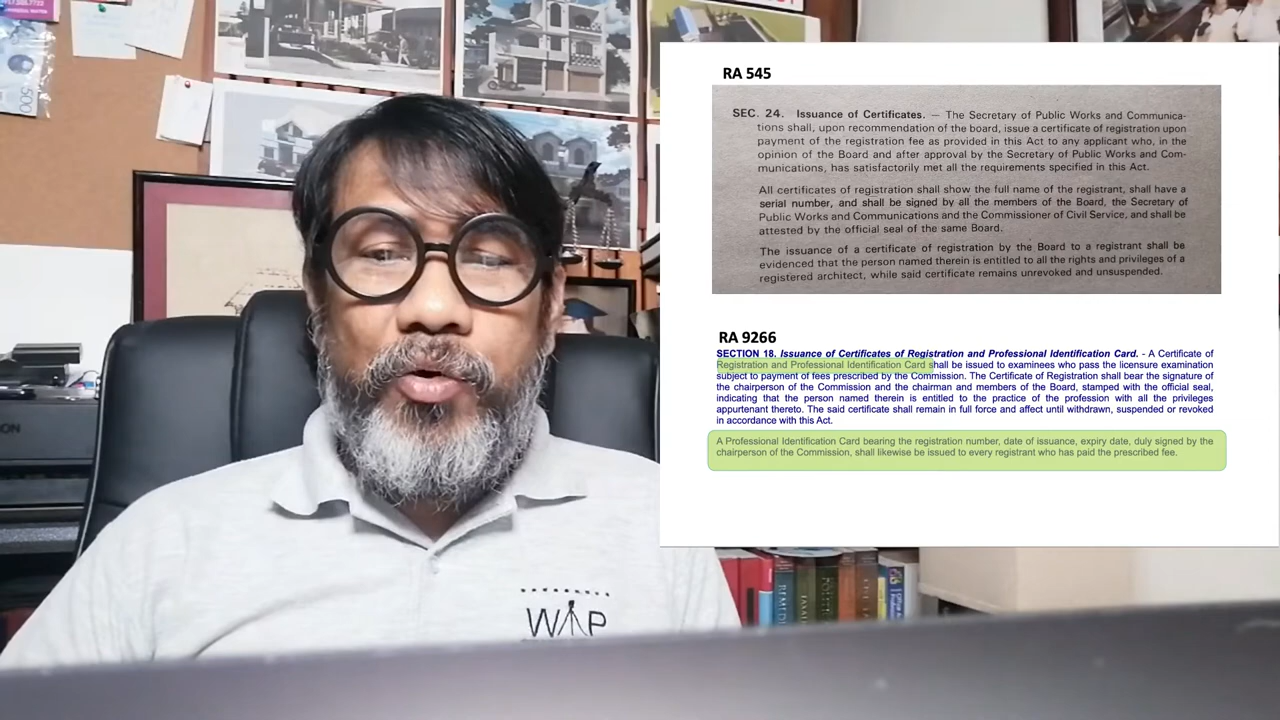 RA 545
SEC. 24. Issuance of Certificates. — The Secretary of Public Works and Communica-
tions shall, upon recommendation of the board, issue a certificate of registration upon
payment of the registration fee as provided in this Act to any applicant who, in the
opinion of the Board and after approval by the Secretary of Public Works and Com-
munications, has satisfactorily met all the requirements specified in this Act.
All certificates of registration shall show the full name of the registrant, shall have a
serial number, and shall be signed by all the members of the Board, the Secretary of
Public Works and Communications and the Commissioner of Civil Service, and shall be
attested by the official seal of the same Board.
The issuance of a certificate of registration by the Board to a registrant shall be
evidenced that the person named therein is entitled to all the rights and privileges of a
registered architect, while said certificate remains unrevoked and unsuspended.
RA 9266
SECTION 18. Issuance of Certificates of Registration and Professional Identification Card. - A Certificate of
Registration and Professional Identification Card shall be issued to examinees who pass the licensure examination
subject to payment of fees prescribed by the Commission. The Certificate of Registration shall bear the signature of
the chairperson of the Commission and the chairman and members of the Board, stamped with the official seal,
indicating that the person named therein is entitled to the practice of the profession with all the privileges
appurtenant thereto. The said certificate shall remain in full force and affect until withdrawn, suspended or revoked
in accordance with this Act.
A Professional Identification Card bearing the registration number, date of issuance, expiry date, duly signed by the
chairperson of the Commission, shall likewise be issued to every registrant who has paid the prescribed fee.
WAP